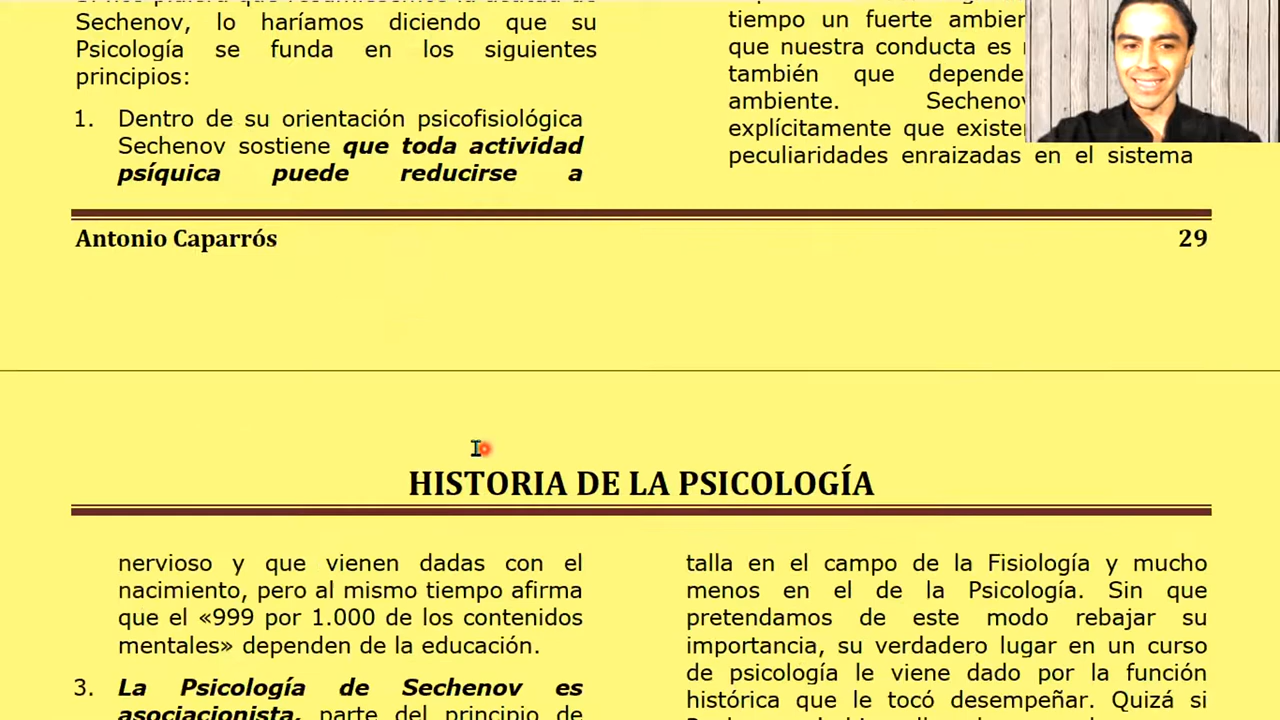 Sechenov, lo haríamos diciendo que su
Psicología se funda en los siguientes
principios:
1. Dentro de su orientación psicofisiológica
Sechenov sostiene que toda actividad
psíquica puede reducirse a
tiempo un fuerte
que nuestra conducta es
también que depende
ambiente. Sechenov
explícitamente que
peculiaridades enraizadas en el sistema
Antonio Caparrós 29
HISTORIA DE LA PSICOLOGÍA
nervioso y que vienen dadas con el
nacimiento, pero al mismo tiempo afirma
que el «999 por 1.000 de los contenidos
mentales» dependen de la educación.
3. La Psicología de Sechenov es
asociacionista, parte del principio de
talla en el campo de la Fisiología y mucho
menos en el de la Psicología. Sin que
pretendamos de este modo rebajar su
importancia, su verdadero lugar en un curso
de psicología le viene dado por la función
histórica que le tocó desempeñar. Quizá si